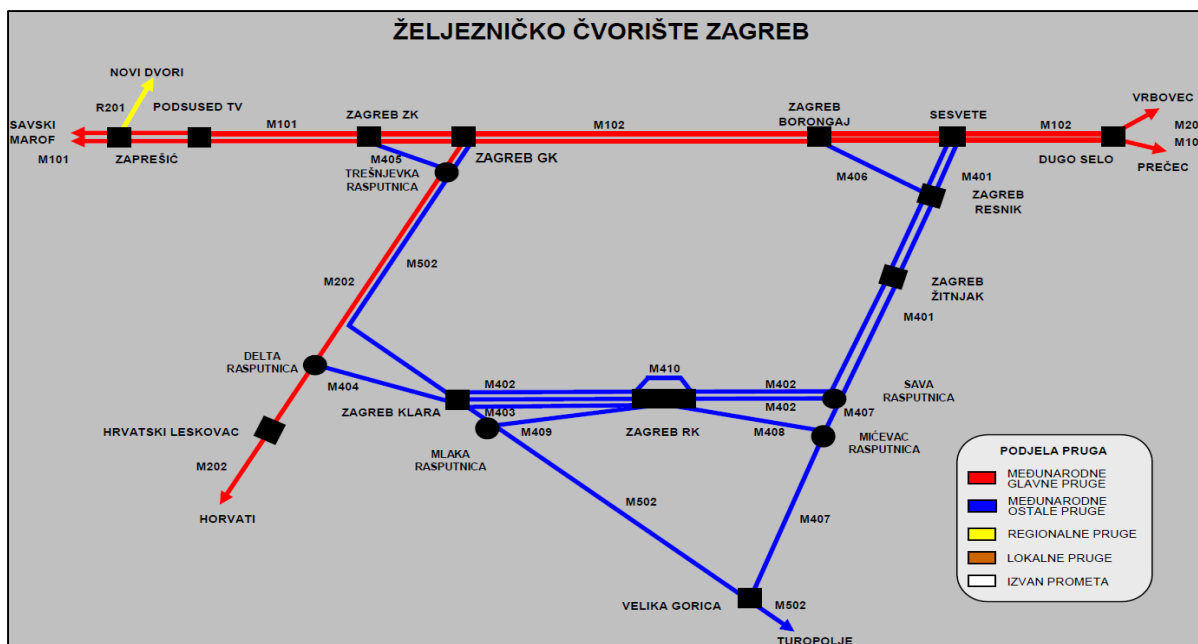 ŽELJEZNIČKO ČVORIŠTE ZAGREB
NOVI DVORI
R201
PODSUSED TV
SAVSKI
MAROF
M101
ZAPREŠIĆ
M101
ZAGREB ZK
M405
TREŠNJEVKA
RASPUTNICA
ZAGREB GK
M102
ZAGREB
BORONGAJ
SESVETE
M102
VRBOVEC
M20
M10
DUGO SELO
PREČEC
M406
M401
ZAGREB
RESNIK
ZAGREB
ŽITNJAK
M401
M502
M202
DELTA
RASPUTNICA
M404
ZAGREB KLARA
M402
M403
M409
M410
M402
M402
ZAGREB RK
M408
SAVA
RASPUTNICA
M407
MIĆEVAC
RASPUTNICA
HRVATSKI LESKOVAC
MLAKA
RASPUTNICA
M202
HORVATI
M502
M407
VELIKA GORICA
M502
TUROPOLJE
PODJELA PRUGA
MEĐUNARODNE
GLAVNE PRUGE
MEĐUNARODNE
OSTALE PRUGE
REGIONALNE PRUGE
LOKALNE PRUGE
IZVAN PROMETA